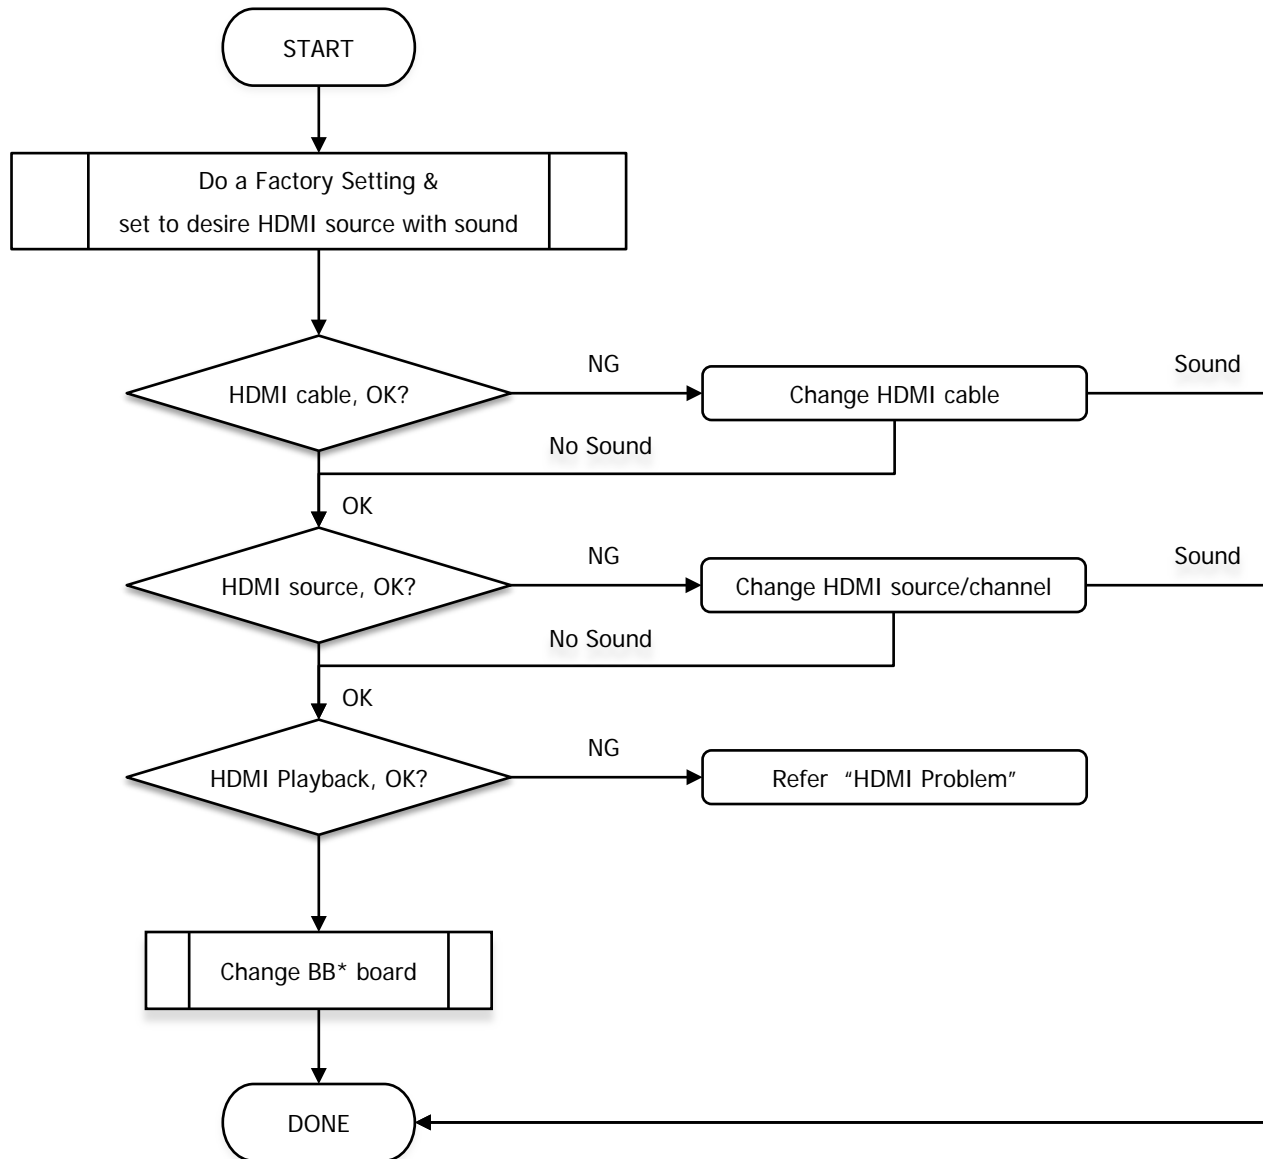 START
Do a Factory Setting &
set to desire HDMI source with sound
HDMI cable, OK?
NG
Change HDMI cable
Sound
No Sound
OK
HDMI source, OK?
NG
Change HDMI source/channel
Sound
No Sound
OK
HDMI Playback, OK?
NG
Refer “HDMI Problem”
Change BB* board
DONE